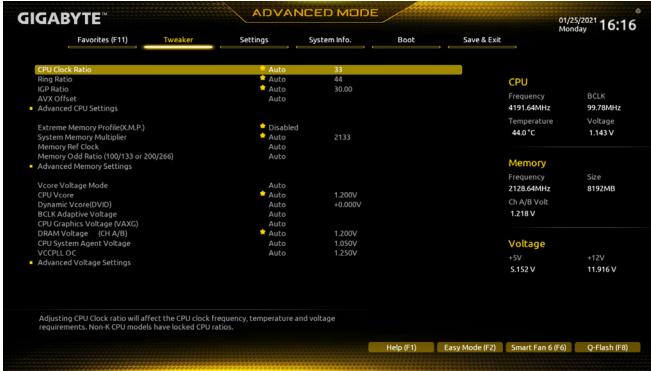 GIGABYTE™
ADVANCED MODE
01/25/2021
Monday
16:16
Favorites (F11) Tweaker Settings System Info. Boot Save & Exit
CPU Clock Ratio Auto 33
Ring Ratio Auto 44
IGP Ratio Auto 30.00
AVX Offset Auto
Advanced CPU Settings
Extreme Memory Profile(X.M.P.) Disabled
System Memory Multiplier Auto 2133
Memory Ref Clock Auto
Memory Odd Ratio (100/133 or 200/266) Auto
Advanced Memory Settings
Vcore Voltage Mode Auto
CPU Vcore Auto 1.200V
Dynamic Vcore(DVID) Auto +0.000V
BCLK Adaptive Voltage Auto
CPU Graphics Voltage (VAXG) Auto
DRAM Voltage (CH A/B) Auto 1.200V
CPU System Agent Voltage Auto 1.050V
VCCPLL OC Auto 1.250V
Advanced Voltage Settings
CPU
Frequency BCLK
4191.64MHz 99.78MHz
Temperature Voltage
44.0°C 1.143 V
Memory
Frequency Size
2128.64MHz 8192MB
Ch A/B Volt
1.218 V
Voltage
+5V +12V
5.152 V 11.916 V
Adjusting CPU Clock ratio will affect the CPU clock frequency, temperature and voltage
requirements. Non-K CPU models have locked CPU ratios.
Help (F1) Easy Mode (F2) Smart Fan 6 (F6) Q-Flash (F8)